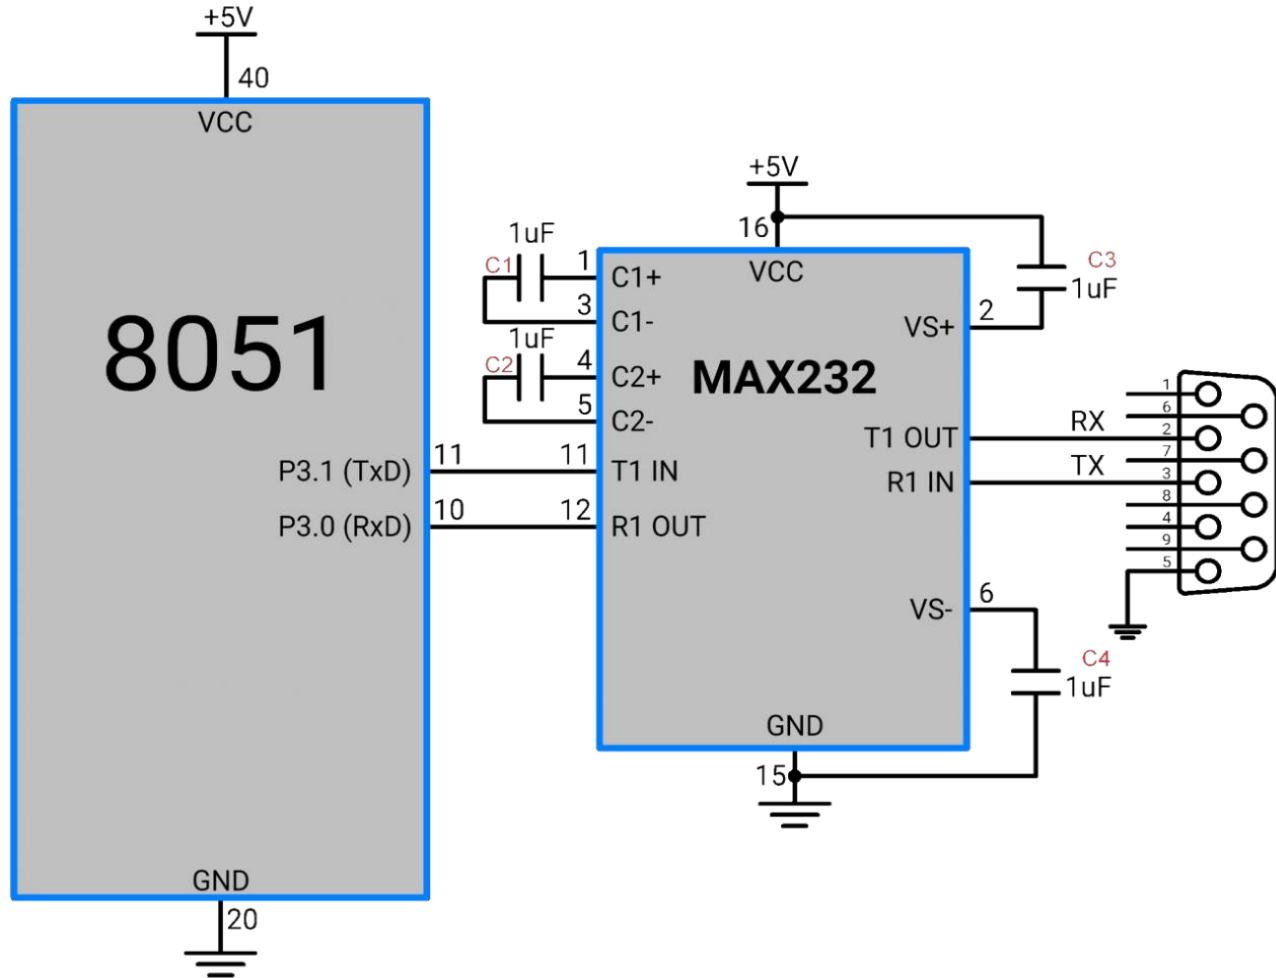 +5V
40
VCC
8051
P3.1 (TxD)
11
P3.0 (RxD)
10
GND
20
+5V
16
VCC
1uF
C1
1
C1+
3
C1-
1uF
C2
4
C2+
5
C2-
11
T1 IN
12
R1 OUT
MAX232
C3
1uF
2
VS+
T1 OUT
RX
R1 IN
TX
VS-
6
C4
1uF
GND
15
1
6
2
7
3
8
4
9
5